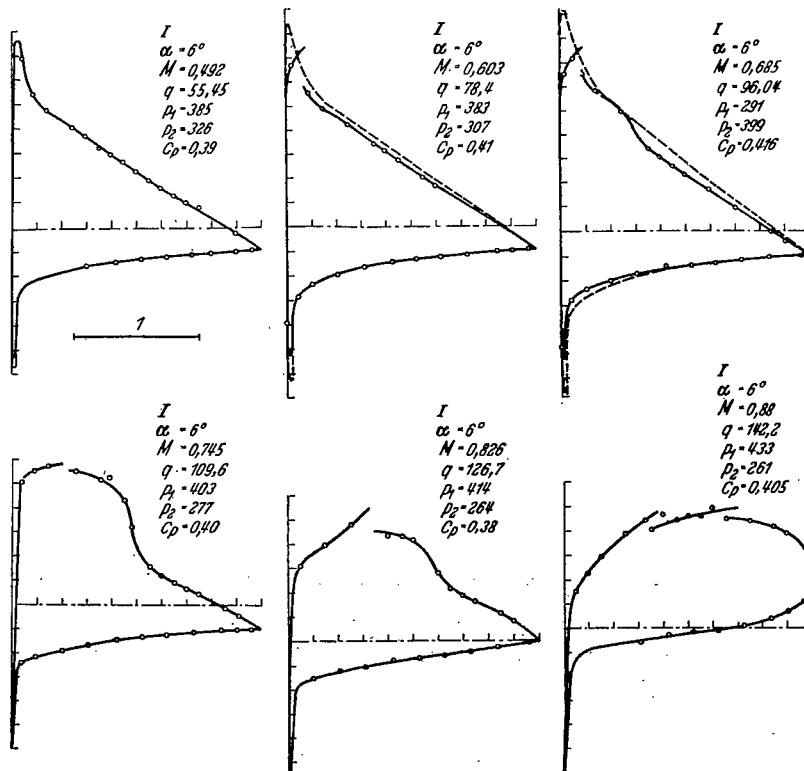 I
α=6°
M=0,492
q=55,45
p1=385
p2=326
Cp=0,39
I
α=6°
M=0,603
q=78,4
p1=383
p2=307
Cp=0,41
I
α=6°
M=0,685
q=96,04
p1=291
p2=399
Cp=0,416
1
I
α=6°
M=0,745
q=109,6
p1=403
p2=277
Cp=0,40
I
α=6°
M=0,826
q=126,7
p1=414
p2=264
Cp=0,38
I
α=6°
M=0,88
q=142,2
p1=433
p2=261
Cp=0,405